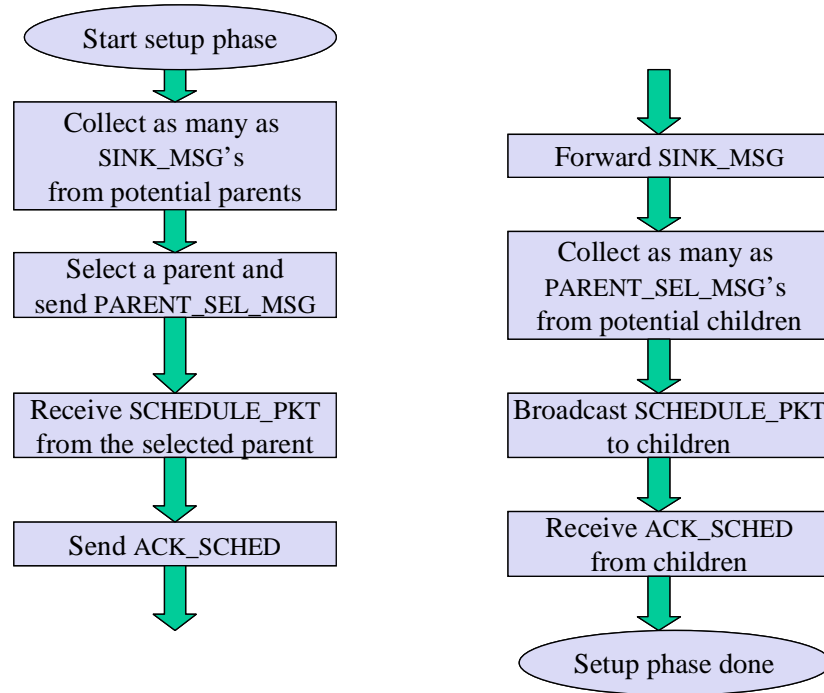 Start setup phase
Collect as many as
SINK_MSG's
from potential parents
Select a parent and
send PARENT_SEL_MSG
Receive SCHEDULE_PKT
from the selected parent
Send ACK_SCHED
Forward SINK_MSG
Collect as many as
PARENT_SEL_MSG's
from potential children
Broadcast SCHEDULE_PKT
to children
Receive ACK_SCHED
from children
Setup phase done